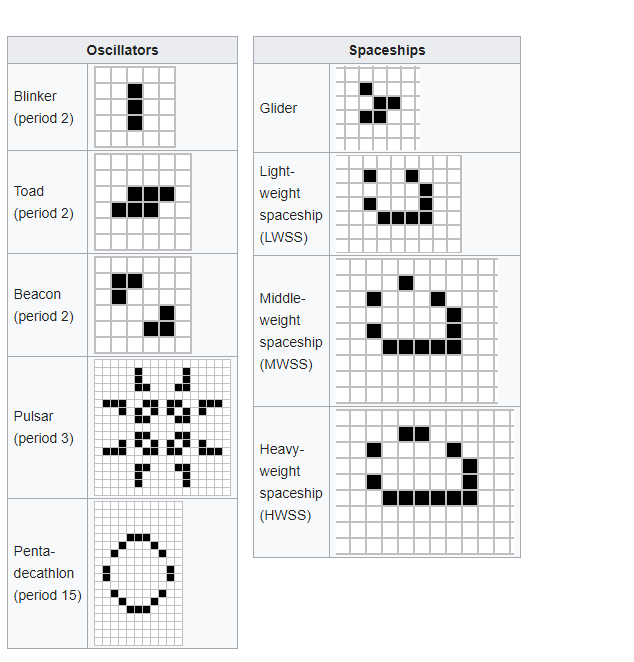 Oscillators
Blinker
(period 2)
Toad
(period 2)
Beacon
(period 2)
Pulsar
(period 3)
Penta-
decathlon
(period 15)
Spaceships
Glider
Light-
weight
spaceship
(LWSS)
Middle-
weight
spaceship
(MWSS)
Heavy-
weight
spaceship
(HWSS)